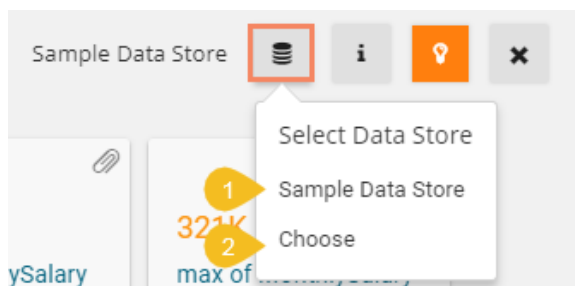 Sample Data Store
i
Select Data Store
1 Sample Data Store
321K
2 Choose
ySalary
max of